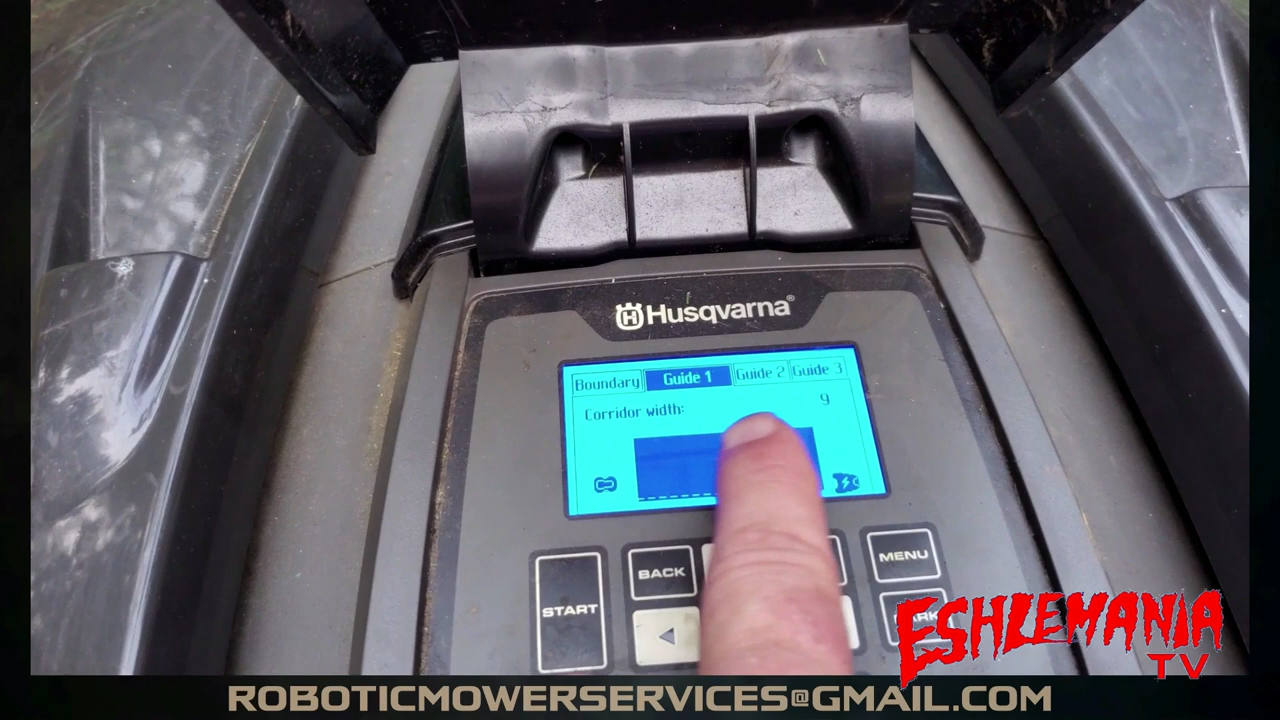 Husqvarna®
Boundary Guide 1 Guide 2 Guide 3
Corridor width: 9
BACK MENU
START
ESHLEMANIA
TV
ROBOTICMOWERSERVICES@GMAIL.COM